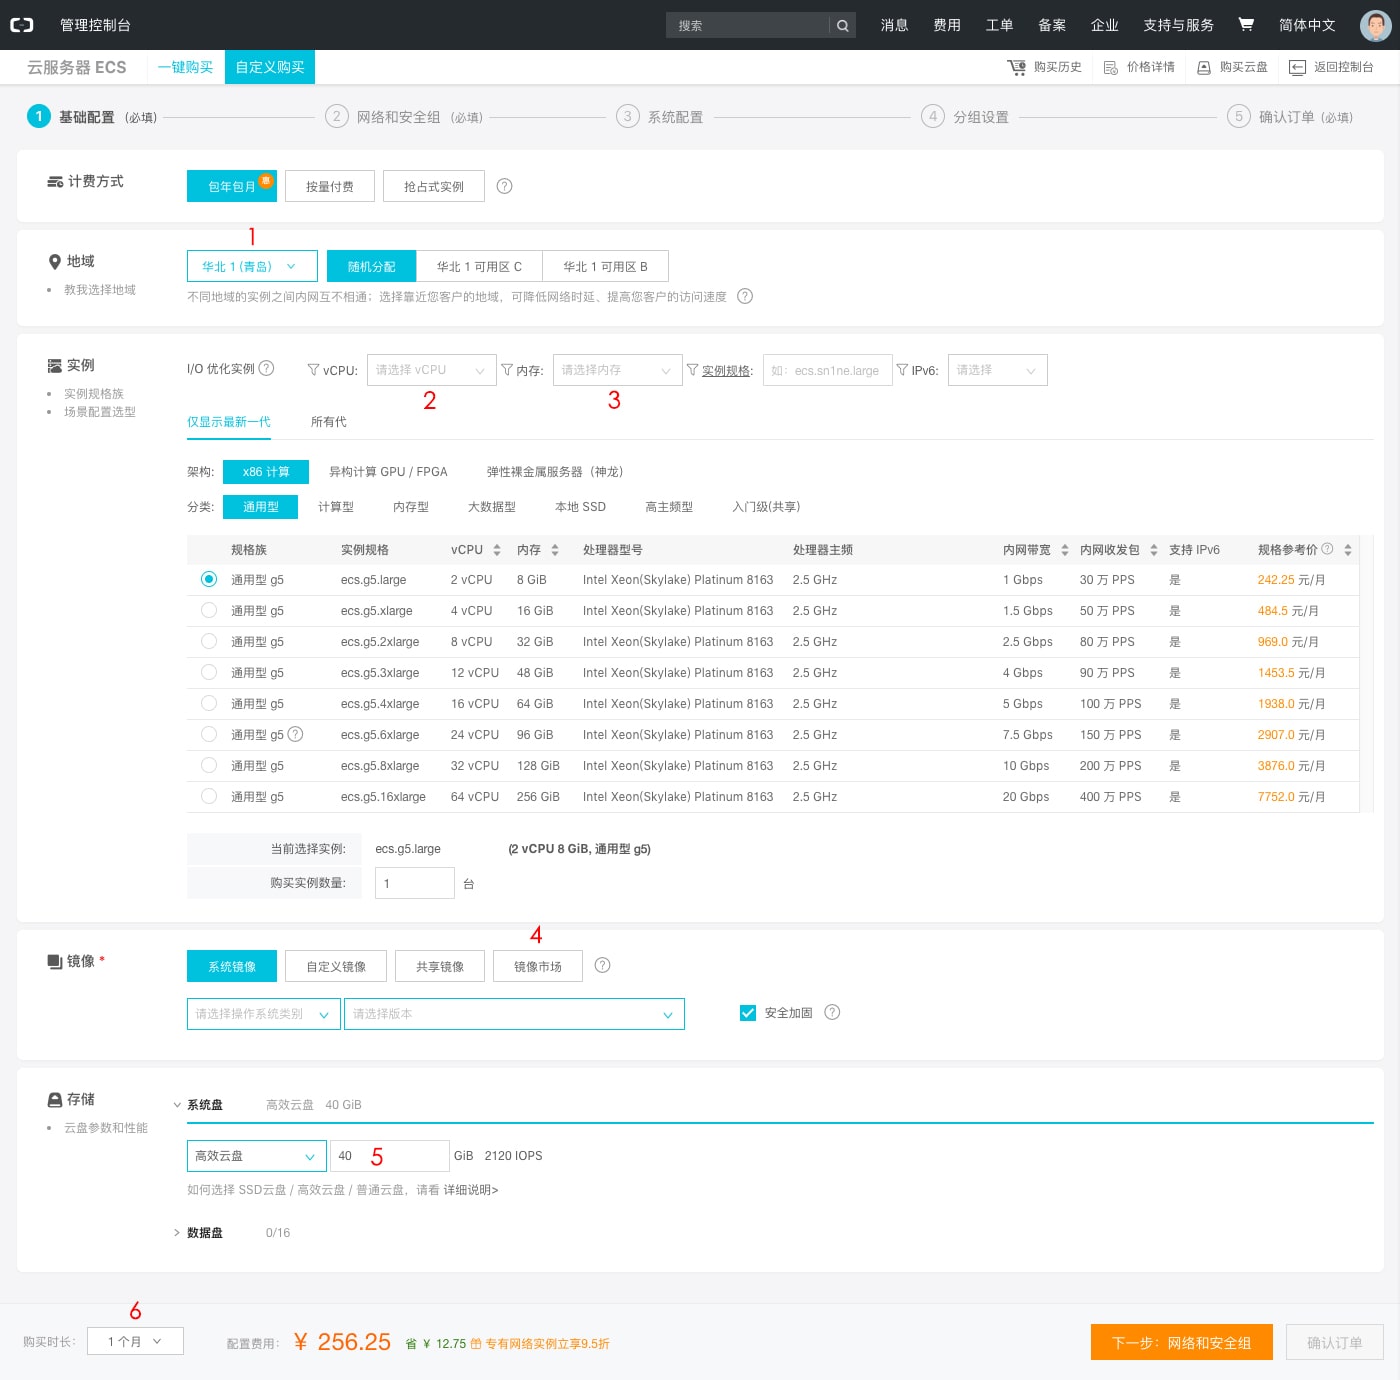 管理控制台 搜索 消息 费用 工单 备案 企业 支持与服务 简体中文
云服务器 ECS 一键购买 自定义购买 购买历史 价格详情 购买云盘 返回控制台
1 基础配置 (必填) 2 网络和安全组 (必填) 3 系统配置 4 分组设置 5 确认订单 (必填)
计费方式 包年包月 惠 按量付费 抢占式实例 ?
1
地域 华北 1 (青岛) 随机分配 华北 1 可用区 C 华北 1 可用区 B
• 教我选择地域
不同地域的实例之间内网互不相通；选择靠近您客户的地域，可降低网络时延、提高您客户的访问速度 ?
实例 I/O 优化实例 ? vCPU: 请选择 vCPU 内存: 请选择内存 实例规格: 如：ecs.sn1ne.large IPv6: 请选择
• 实例规格族
• 场景配置选型
2 3
仅显示最新一代 所有代
架构: x86 计算 异构计算 GPU / FPGA 弹性裸金属服务器（神龙）
分类: 通用型 计算型 内存型 大数据型 本地 SSD 高主频型 入门级(共享)
规格族 实例规格 vCPU 内存 处理器型号 处理器主频 内网带宽 内网收发包 支持 IPv6 规格参考价 ?
通用型 g5 ecs.g5.large 2 vCPU 8 GiB Intel Xeon(Skylake) Platinum 8163 2.5 GHz 1 Gbps 30 万 PPS 是 242.25 元/月
通用型 g5 ecs.g5.xlarge 4 vCPU 16 GiB Intel Xeon(Skylake) Platinum 8163 2.5 GHz 1.5 Gbps 50 万 PPS 是 484.5 元/月
通用型 g5 ecs.g5.2xlarge 8 vCPU 32 GiB Intel Xeon(Skylake) Platinum 8163 2.5 GHz 2.5 Gbps 80 万 PPS 是 969.0 元/月
通用型 g5 ecs.g5.3xlarge 12 vCPU 48 GiB Intel Xeon(Skylake) Platinum 8163 2.5 GHz 4 Gbps 90 万 PPS 是 1453.5 元/月
通用型 g5 ecs.g5.4xlarge 16 vCPU 64 GiB Intel Xeon(Skylake) Platinum 8163 2.5 GHz 5 Gbps 100 万 PPS 是 1938.0 元/月
通用型 g5 ? ecs.g5.6xlarge 24 vCPU 96 GiB Intel Xeon(Skylake) Platinum 8163 2.5 GHz 7.5 Gbps 150 万 PPS 是 2907.0 元/月
通用型 g5 ecs.g5.8xlarge 32 vCPU 128 GiB Intel Xeon(Skylake) Platinum 8163 2.5 GHz 10 Gbps 200 万 PPS 是 3876.0 元/月
通用型 g5 ecs.g5.16xlarge 64 vCPU 256 GiB Intel Xeon(Skylake) Platinum 8163 2.5 GHz 20 Gbps 400 万 PPS 是 7752.0 元/月
当前选择实例: ecs.g5.large (2 vCPU 8 GiB, 通用型 g5)
购买实例数量: 1 台
4
镜像 * 系统镜像 自定义镜像 共享镜像 镜像市场 ?
请选择操作系统类别 请选择版本 安全加固 ?
存储 系统盘 高效云盘 40 GiB
• 云盘参数和性能
高效云盘 40 5 GiB 2120 IOPS
如何选择 SSD云盘 / 高效云盘 / 普通云盘，请看 详细说明>
数据盘 0/16
6
购买时长: 1 个月 配置费用: ¥ 256.25 省 ¥ 12.75 专有网络实例立享9.5折 下一步：网络和安全组 确认订单